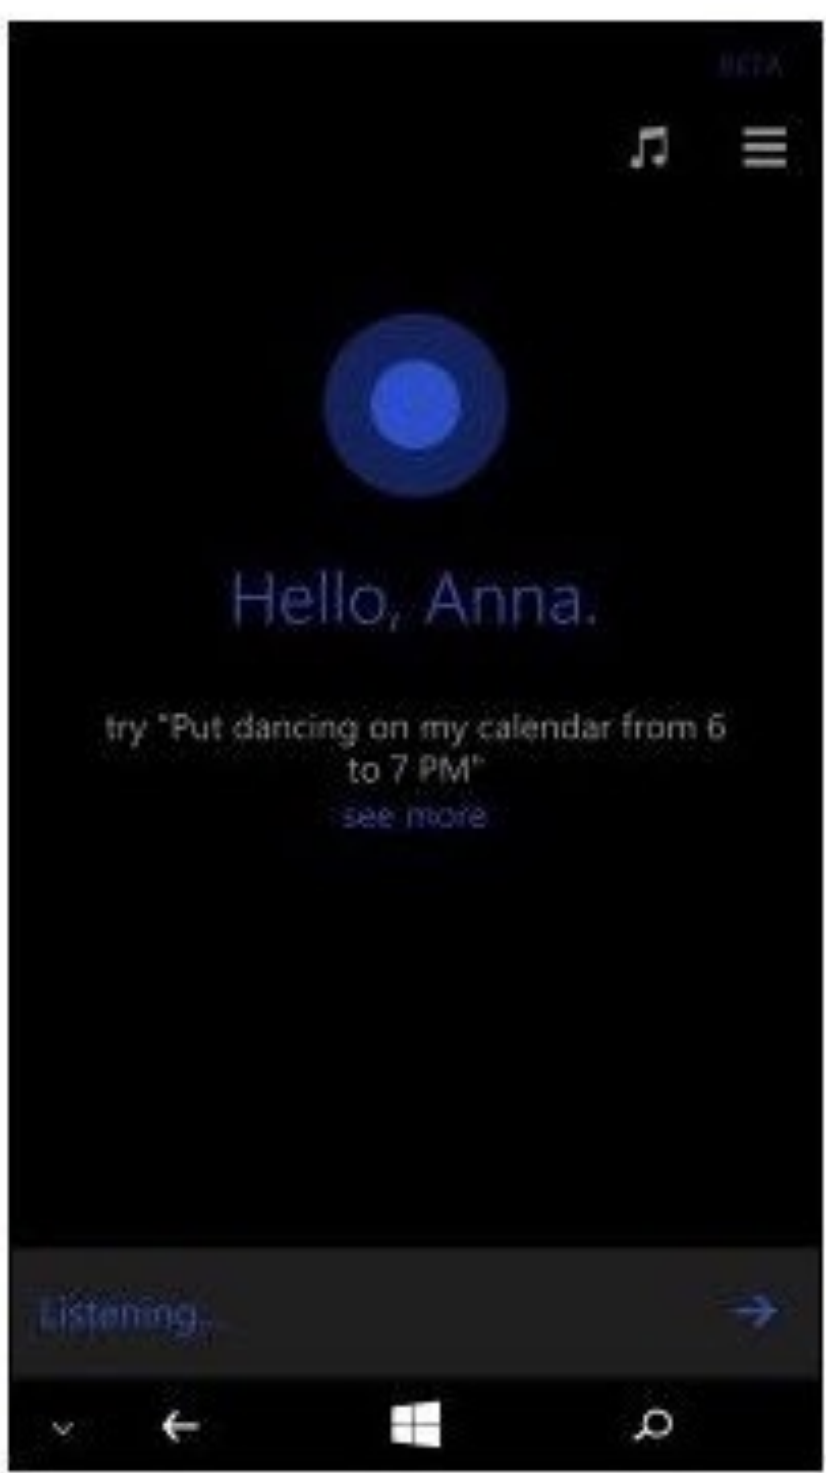 BETA
Hello, Anna.
try "Put dancing on my calendar from 6
to 7 PM"
see more
Listening...